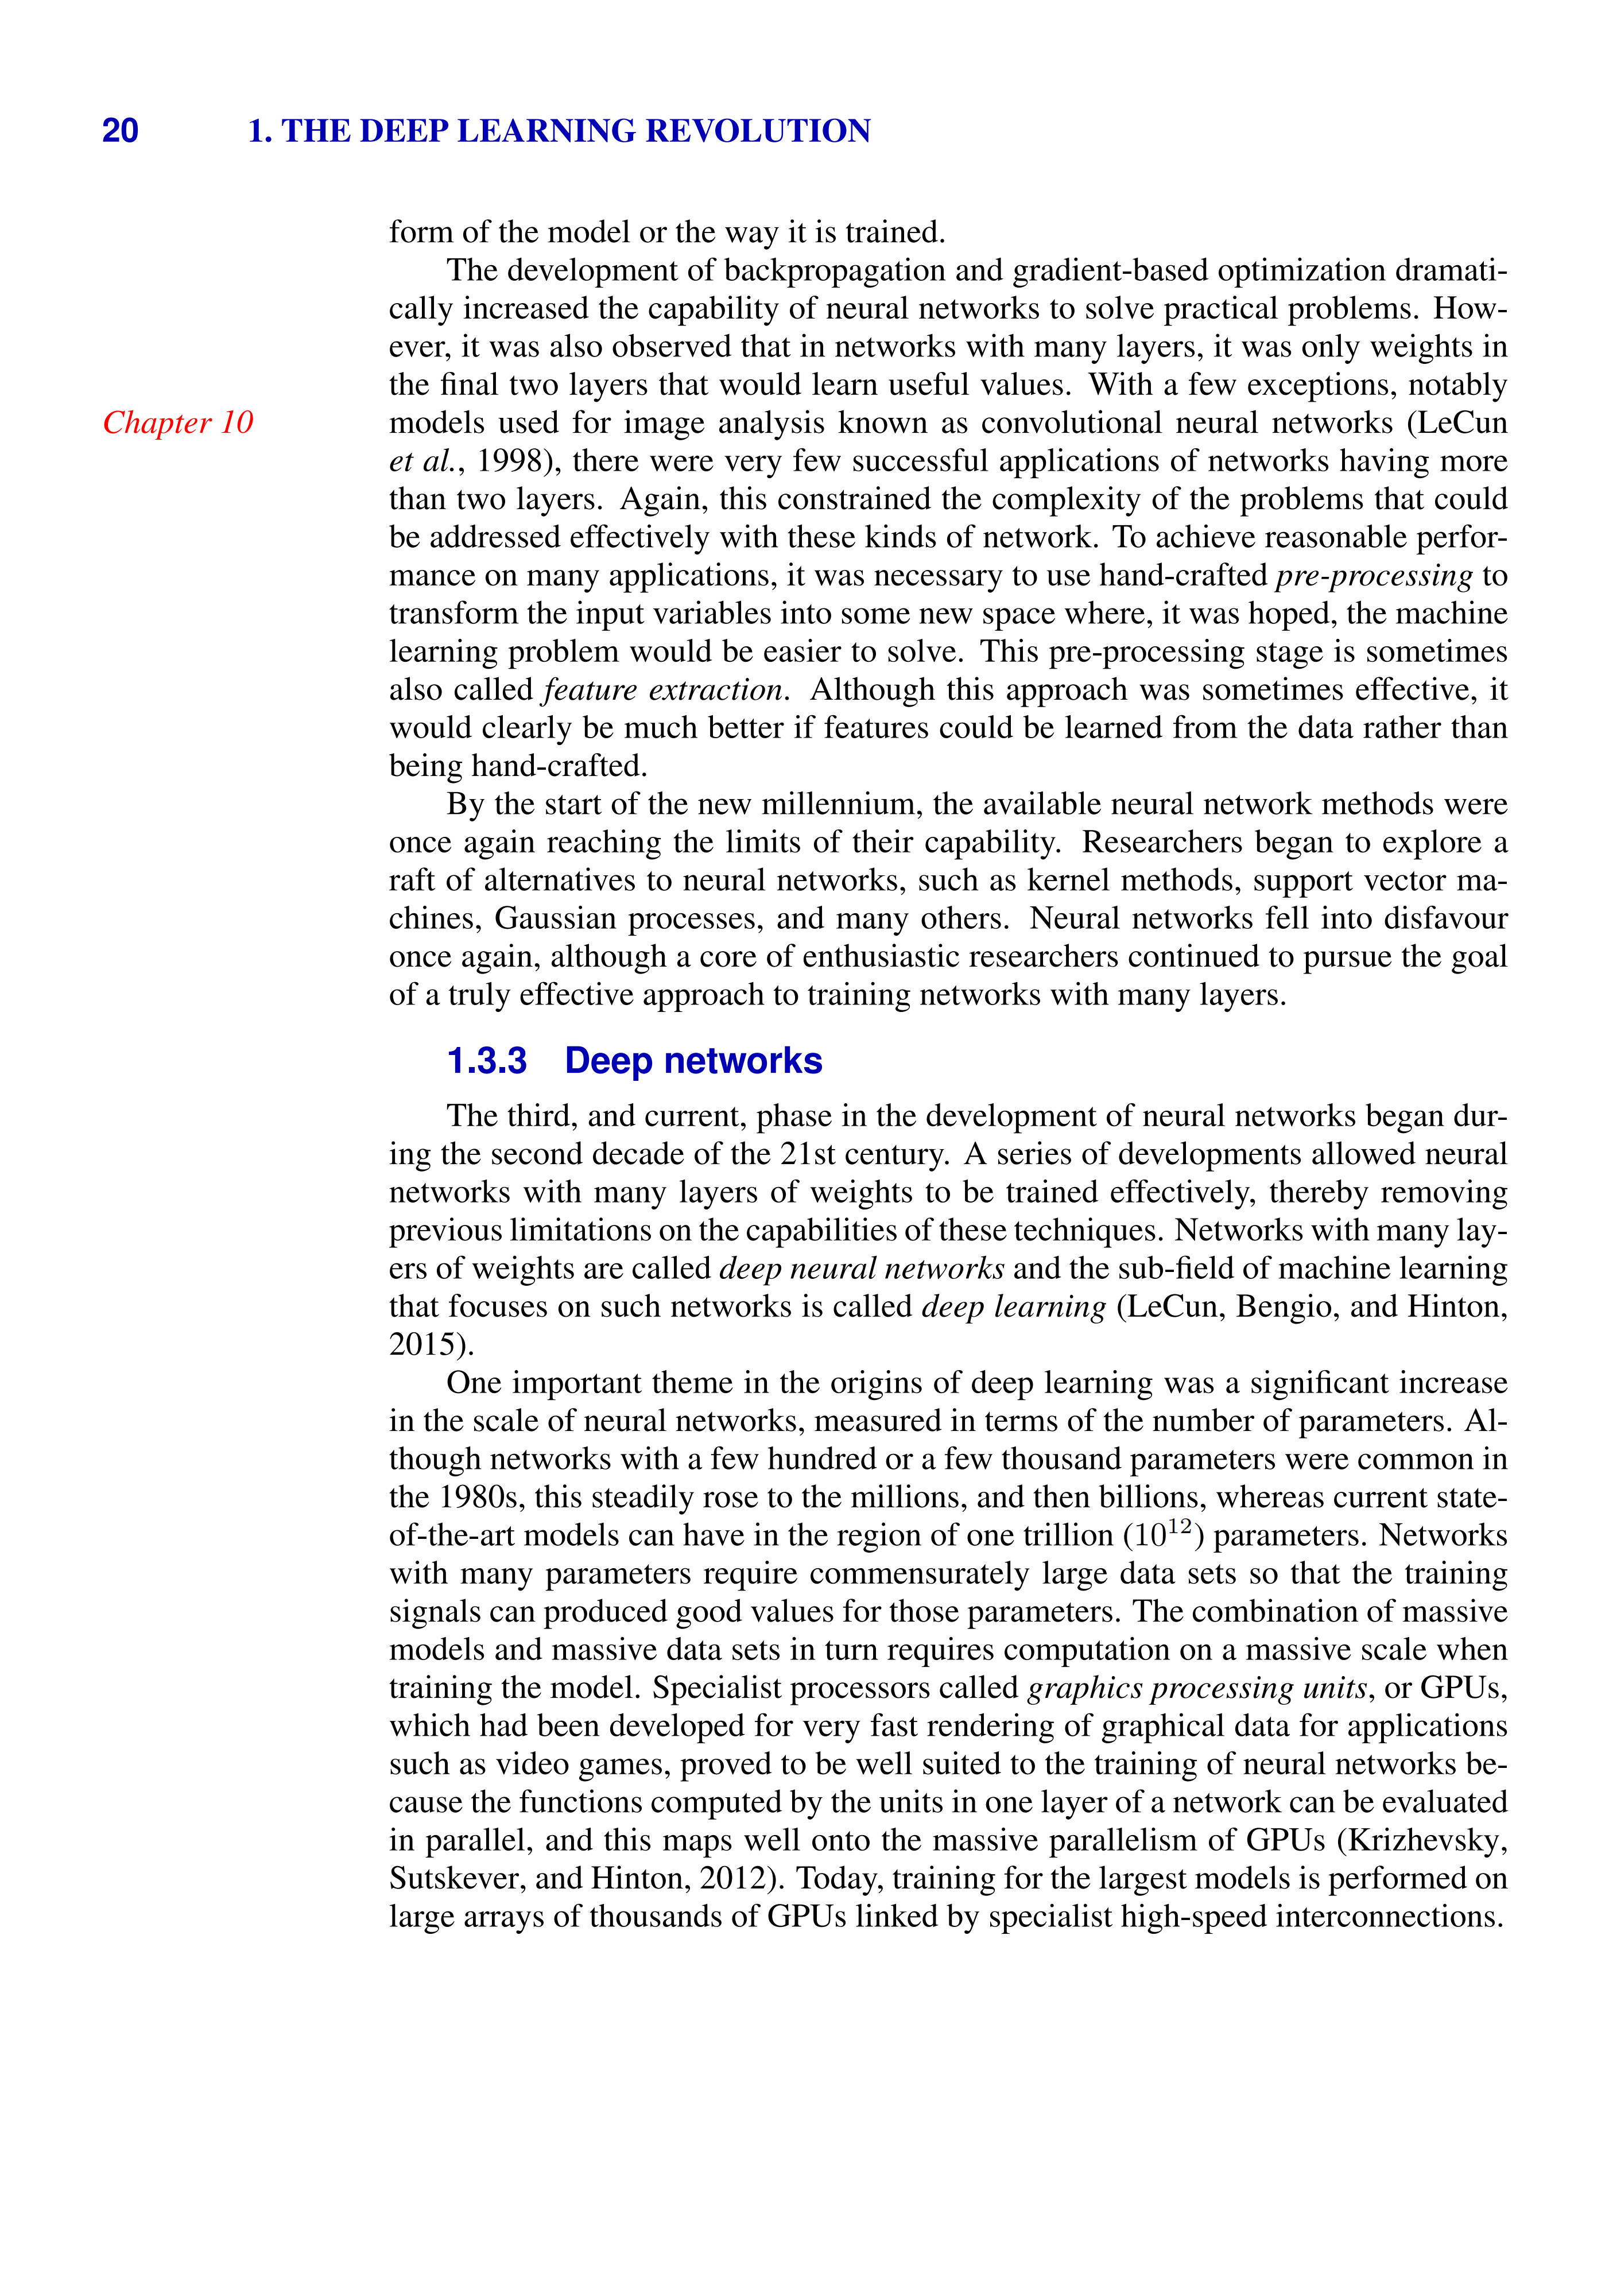 20 1. THE DEEP LEARNING REVOLUTION
form of the model or the way it is trained.
The development of backpropagation and gradient-based optimization dramati-
cally increased the capability of neural networks to solve practical problems. How-
ever, it was also observed that in networks with many layers, it was only weights in
the final two layers that would learn useful values. With a few exceptions, notably
Chapter 10
models used for image analysis known as convolutional neural networks (LeCun
et al., 1998), there were very few successful applications of networks having more
than two layers. Again, this constrained the complexity of the problems that could
be addressed effectively with these kinds of network. To achieve reasonable perfor-
mance on many applications, it was necessary to use hand-crafted pre-processing to
transform the input variables into some new space where, it was hoped, the machine
learning problem would be easier to solve. This pre-processing stage is sometimes
also called feature extraction. Although this approach was sometimes effective, it
would clearly be much better if features could be learned from the data rather than
being hand-crafted.
By the start of the new millennium, the available neural network methods were
once again reaching the limits of their capability. Researchers began to explore a
raft of alternatives to neural networks, such as kernel methods, support vector ma-
chines, Gaussian processes, and many others. Neural networks fell into disfavour
once again, although a core of enthusiastic researchers continued to pursue the goal
of a truly effective approach to training networks with many layers.
1.3.3 Deep networks
The third, and current, phase in the development of neural networks began dur-
ing the second decade of the 21st century. A series of developments allowed neural
networks with many layers of weights to be trained effectively, thereby removing
previous limitations on the capabilities of these techniques. Networks with many lay-
ers of weights are called deep neural networks and the sub-field of machine learning
that focuses on such networks is called deep learning (LeCun, Bengio, and Hinton,
2015).
One important theme in the origins of deep learning was a significant increase
in the scale of neural networks, measured in terms of the number of parameters. Al-
though networks with a few hundred or a few thousand parameters were common in
the 1980s, this steadily rose to the millions, and then billions, whereas current state-
of-the-art models can have in the region of one trillion (10¹²) parameters. Networks
with many parameters require commensurately large data sets so that the training
signals can produced good values for those parameters. The combination of massive
models and massive data sets in turn requires computation on a massive scale when
training the model. Specialist processors called graphics processing units, or GPUs,
which had been developed for very fast rendering of graphical data for applications
such as video games, proved to be well suited to the training of neural networks be-
cause the functions computed by the units in one layer of a network can be evaluated
in parallel, and this maps well onto the massive parallelism of GPUs (Krizhevsky,
Sutskever, and Hinton, 2012). Today, training for the largest models is performed on
large arrays of thousands of GPUs linked by specialist high-speed interconnections.